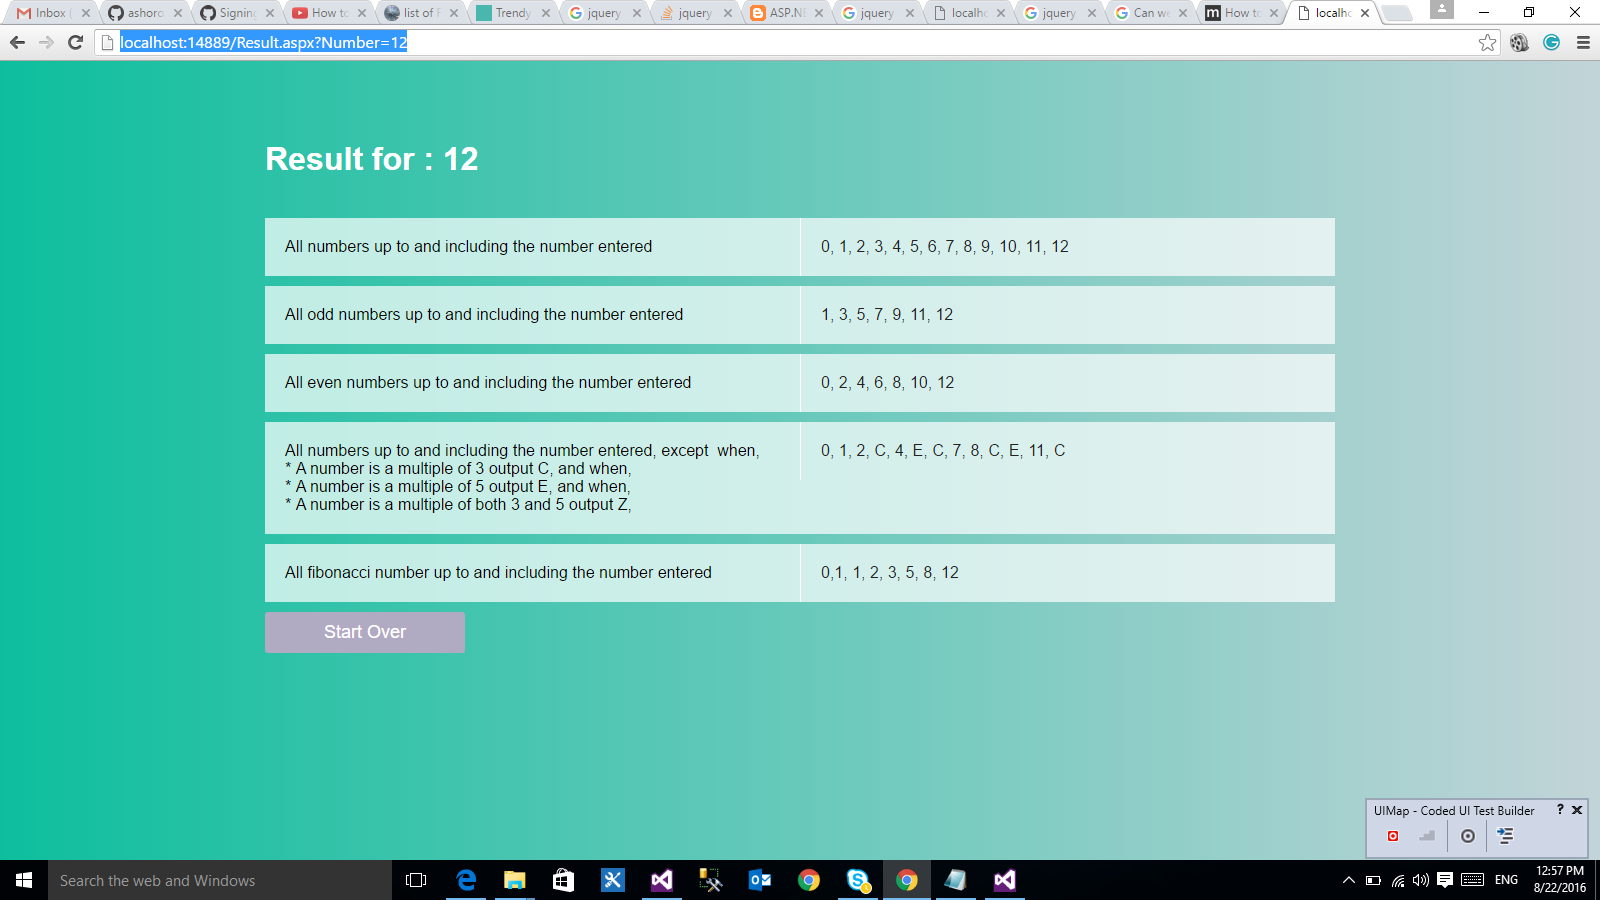 Inbox (
ashoro
Signing
How to
list of F
Trendy
jquery
jquery
ASP.NE
jquery
localho
jquery
Can we
How to
localho
localhost:14889/Result.aspx?Number=12
Result for : 12
All numbers up to and including the number entered
0, 1, 2, 3, 4, 5, 6, 7, 8, 9, 10, 11, 12
All odd numbers up to and including the number entered
1, 3, 5, 7, 9, 11, 12
All even numbers up to and including the number entered
0, 2, 4, 6, 8, 10, 12
All numbers up to and including the number entered, except  when,
* A number is a multiple of 3 output C, and when,
* A number is a multiple of 5 output E, and when,
* A number is a multiple of both 3 and 5 output Z,
0, 1, 2, C, 4, E, C, 7, 8, C, E, 11, C
All fibonacci number up to and including the number entered
0,1, 1, 2, 3, 5, 8, 12
Start Over
UIMap - Coded UI Test Builder
Search the web and Windows
ENG
12:57 PM
8/22/2016